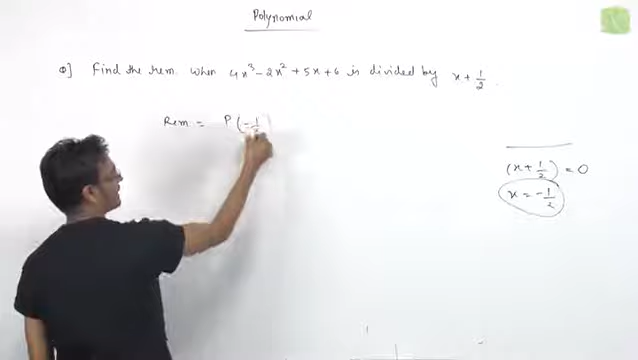 Polynomial
Q] Find the rem. when 4x³ - 2x² + 5x + 6 is divided by x + 1/2.
Rem. = P(-1/2)
(x + 1/2) = 0
x = -1/2